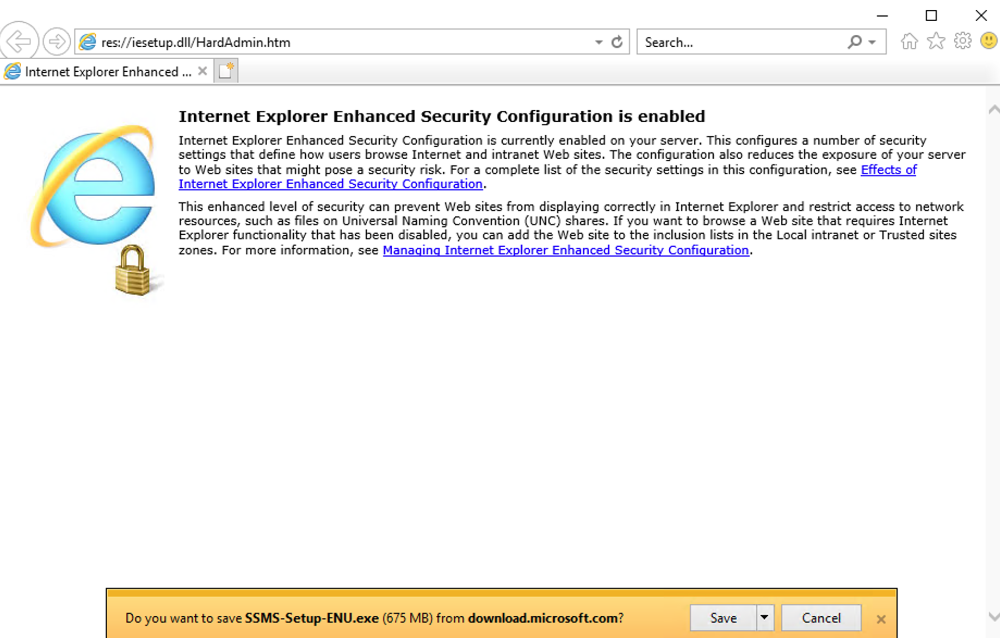 res://iesetup.dll/HardAdmin.htm
Search...
Internet Explorer Enhanced ...
Internet Explorer Enhanced Security Configuration is enabled
Internet Explorer Enhanced Security Configuration is currently enabled on your server. This configures a number of security
settings that define how users browse Internet and intranet Web sites. The configuration also reduces the exposure of your server
to Web sites that might pose a security risk. For a complete list of the security settings in this configuration, see Effects of
Internet Explorer Enhanced Security Configuration.
This enhanced level of security can prevent Web sites from displaying correctly in Internet Explorer and restrict access to network
resources, such as files on Universal Naming Convention (UNC) shares. If you want to browse a Web site that requires Internet
Explorer functionality that has been disabled, you can add the Web site to the inclusion lists in the Local intranet or Trusted sites
zones. For more information, see Managing Internet Explorer Enhanced Security Configuration.
Do you want to save SSMS-Setup-ENU.exe (675 MB) from download.microsoft.com?
Save
Cancel